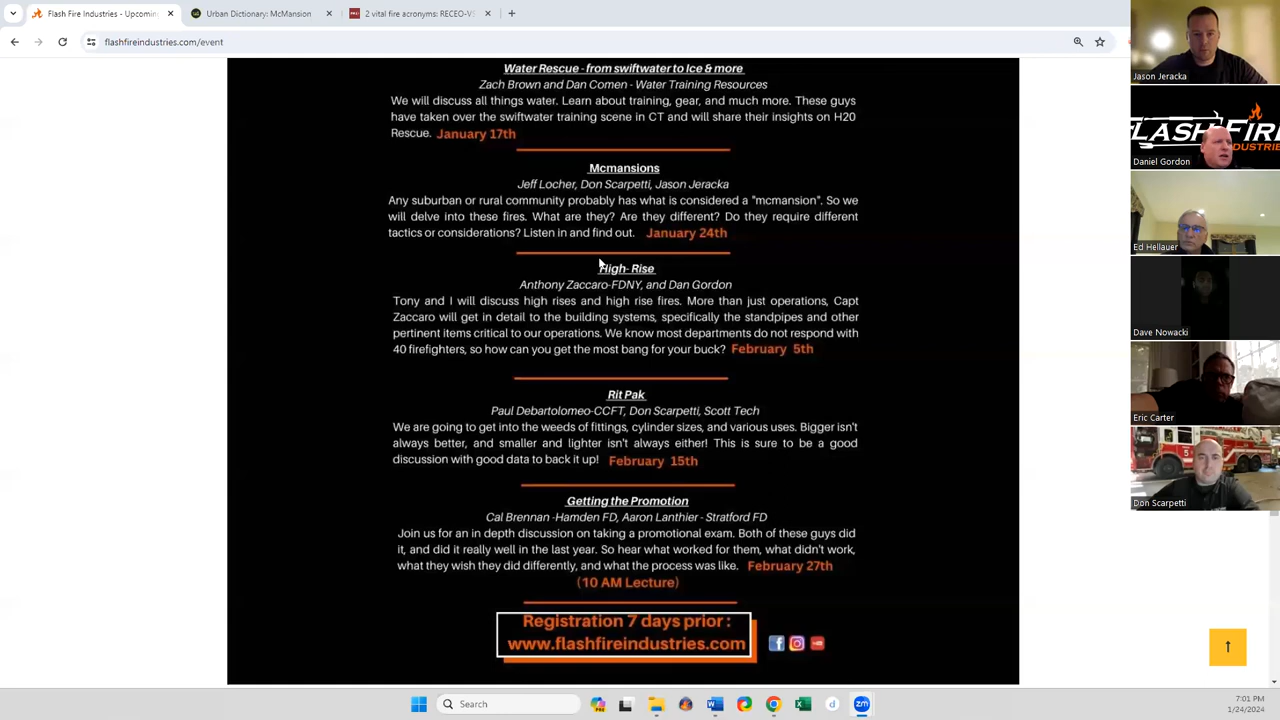 Flash Fire Industries - Upcomin
Urban Dictionary: McMansion
2 vital fire acronyms: RECEO-V
flashfireindustries.com/event
Water Rescue - from swiftwater to Ice & more
Zach Brown and Dan Comen - Water Training Resources
We will discuss all things water. Learn about training, gear, and much more. These guys
have taken over the swiftwater training scene in CT and will share their insights on H20
Rescue. January 17th
Mcmansions
Jeff Locher, Don Scarpetti, Jason Jeracka
Any suburban or rural community probably has what is considered a "mcmansion". So we
will delve into these fires. What are they? Are they different? Do they require different
tactics or considerations? Listen in and find out. January 24th
High- Rise
Anthony Zaccaro-FDNY, and Dan Gordon
Tony and I will discuss high rises and high rise fires. More than just operations, Capt
Zaccaro will get in detail to the building systems, specifically the standpipes and other
pertinent items critical to our operations. We know most departments do not respond with
40 firefighters, so how can you get the most bang for your buck? February 5th
Rit Pak
Paul Debartolomeo-CCFT, Don Scarpetti, Scott Tech
We are going to get into the weeds of fittings, cylinder sizes, and various uses. Bigger isn't
always better, and smaller and lighter isn't always either! This is sure to be a good
discussion with good data to back it up! February 15th
Getting the Promotion
Cal Brennan -Hamden FD, Aaron Lanthier - Stratford FD
Join us for an in depth discussion on taking a promotional exam. Both of these guys did
it, and did it really well in the last year. So hear what worked for them, what didn't work,
what they wish they did differently, and what the process was like. February 27th
(10 AM Lecture)
Registration 7 days prior :
www.flashfireindustries.com
Jason Jeracka
FLASH FIRE
INDUSTRIES
Daniel Gordon
Ed Hellauer
Dave Nowacki
Eric Carter
5
Don Scarpetti
Search
7:01 PM
1/24/2024